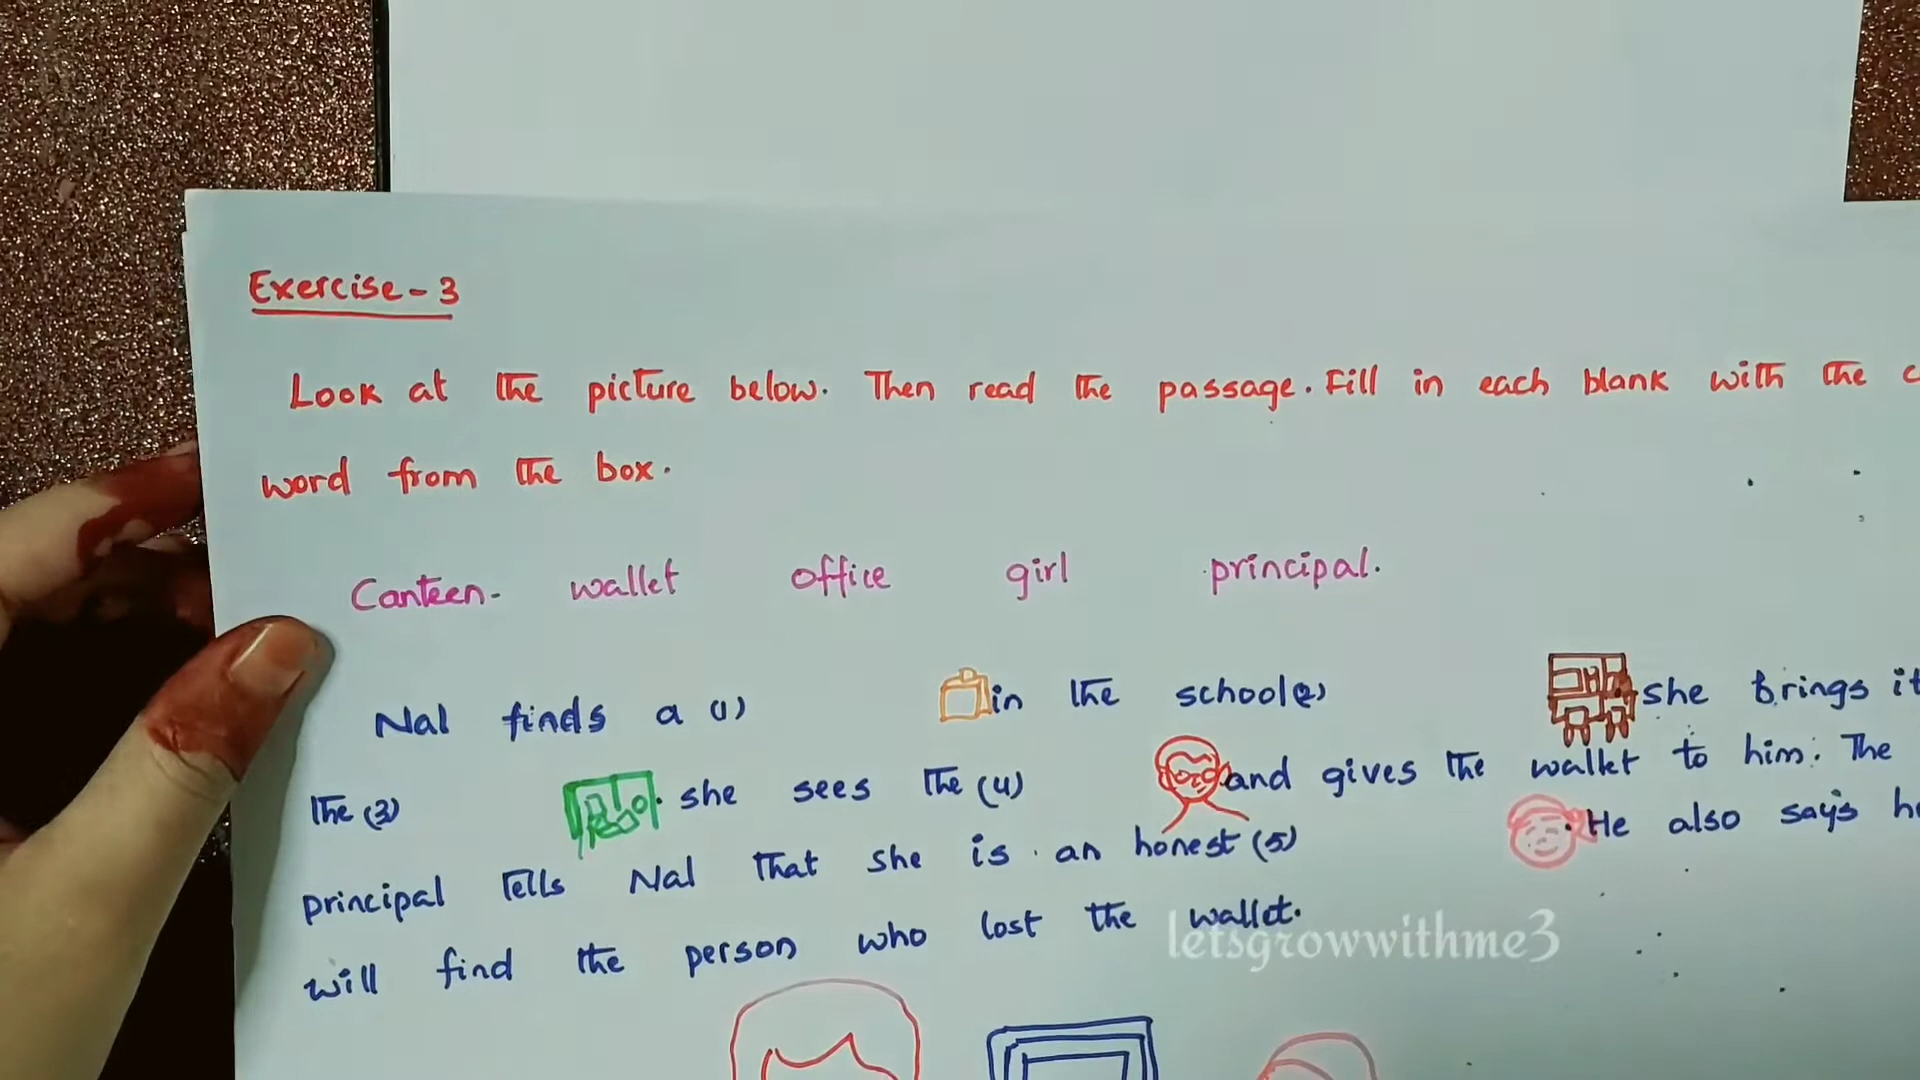 Exercise - 3
Look at the picture below. Then read the passage. Fill in each blank with the
word from the box.
Canteen- wallet office girl principal.
Nal finds a (1) in the school(2) she brings it
the (3) . she sees the (4) and gives the wallet to him. The
principal tells Nal that she is an honest (5) . He also says he
will find the person who lost the wallet.
letsgrowwithme3